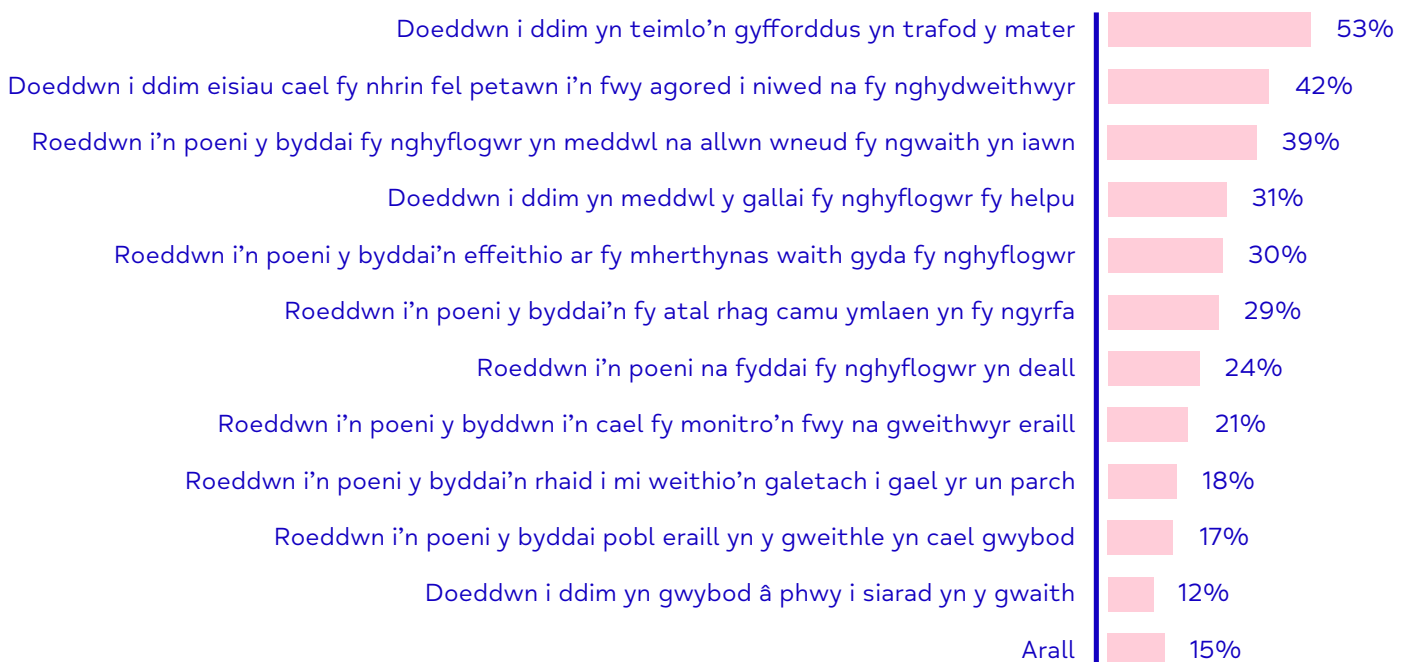 Doeddwn i ddim yn teimlo’n gyfforddus yn trafod y mater 53%
Doeddwn i ddim eisiau cael fy nhrin fel petawn i’n fwy agored i niwed na fy nghydweithwyr 42%
Roeddwn i’n poeni y byddai fy nghyflogwr yn meddwl na allwn wneud fy ngwaith yn iawn 39%
Doeddwn i ddim yn meddwl y gallai fy nghyflogwr fy helpu 31%
Roeddwn i’n poeni y byddai’n effeithio ar fy mherthynas waith gyda fy nghyflogwr 30%
Roeddwn i’n poeni y byddai’n fy atal rhag camu ymlaen yn fy ngyrfa 29%
Roeddwn i’n poeni na fyddai fy nghyflogwr yn deall 24%
Roeddwn i’n poeni y byddwn i’n cael fy monitro’n fwy na gweithwyr eraill 21%
Roeddwn i’n poeni y byddai’n rhaid i mi weithio’n galetach i gael yr un parch 18%
Roeddwn i’n poeni y byddai pobl eraill yn y gweithle yn cael gwybod 17%
Doeddwn i ddim yn gwybod â phwy i siarad yn y gwaith 12%
Arall 15%